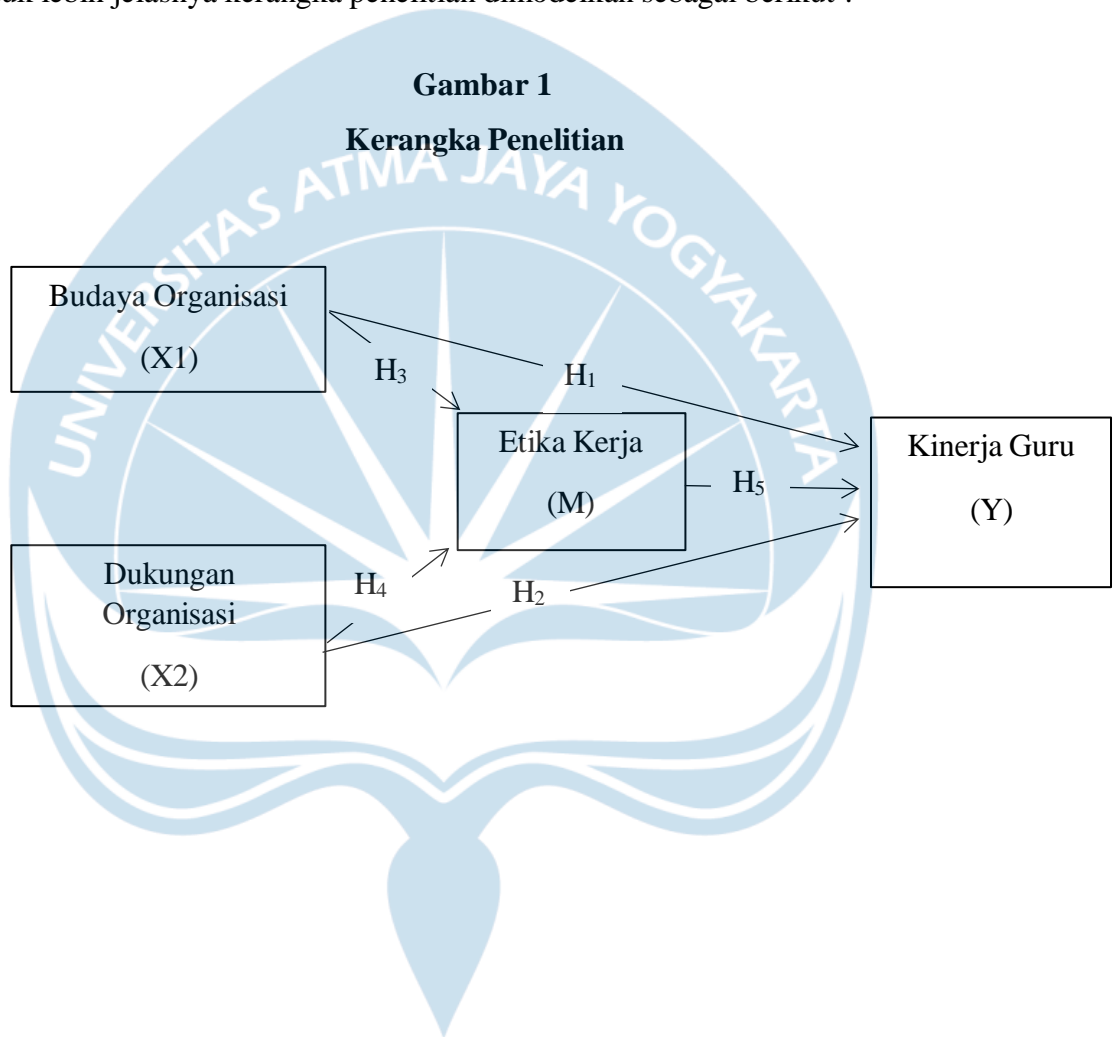 lebih jelasnya kerangka penelitian dimodelkan sebagai berikut :
Gambar 1
Kerangka Penelitian
UNIVERSITAS ATMA JAYA YOGYAKARTA
Budaya Organisasi
(X1)
H₃
H₁
Etika Kerja
(M)
H₅
Kinerja Guru
(Y)
Dukungan
Organisasi
(X2)
H₄
H₂